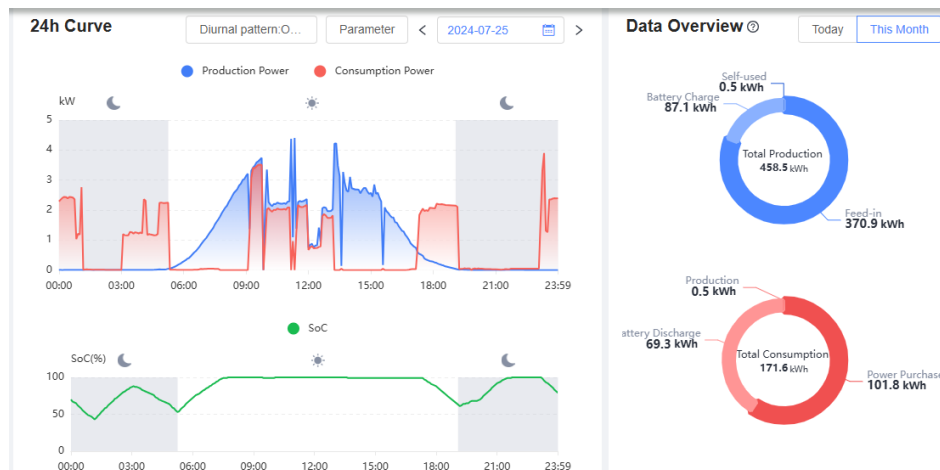 24h Curve
Diurnal pattern:O...
Parameter
<
2024-07-25
>
Production Power
Consumption Power
kW
5
4
3
2
1
0
00:00 03:00 06:00 09:00 12:00 15:00 18:00 21:00 23:59
SoC
SoC(%)
100
50
0
00:00 03:00 06:00 09:00 12:00 15:00 18:00 21:00 23:59
Data Overview ?
Today
This Month
Self-used
0.5 kWh
Battery Charge
87.1 kWh
Total Production
458.5 kWh
Feed-in
370.9 kWh
Production
0.5 kWh
attery Discharge
69.3 kWh
Total Consumption
171.6 kWh
Power Purchase
101.8 kWh